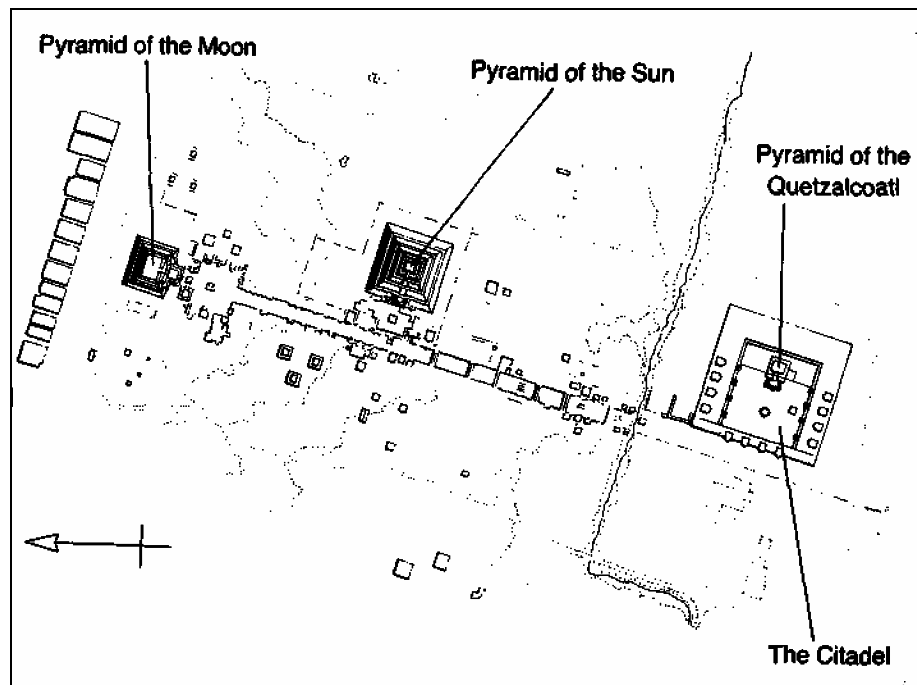 Pyramid of the Moon
Pyramid of the Sun
Pyramid of the
Quetzalcoatl
The Citadel